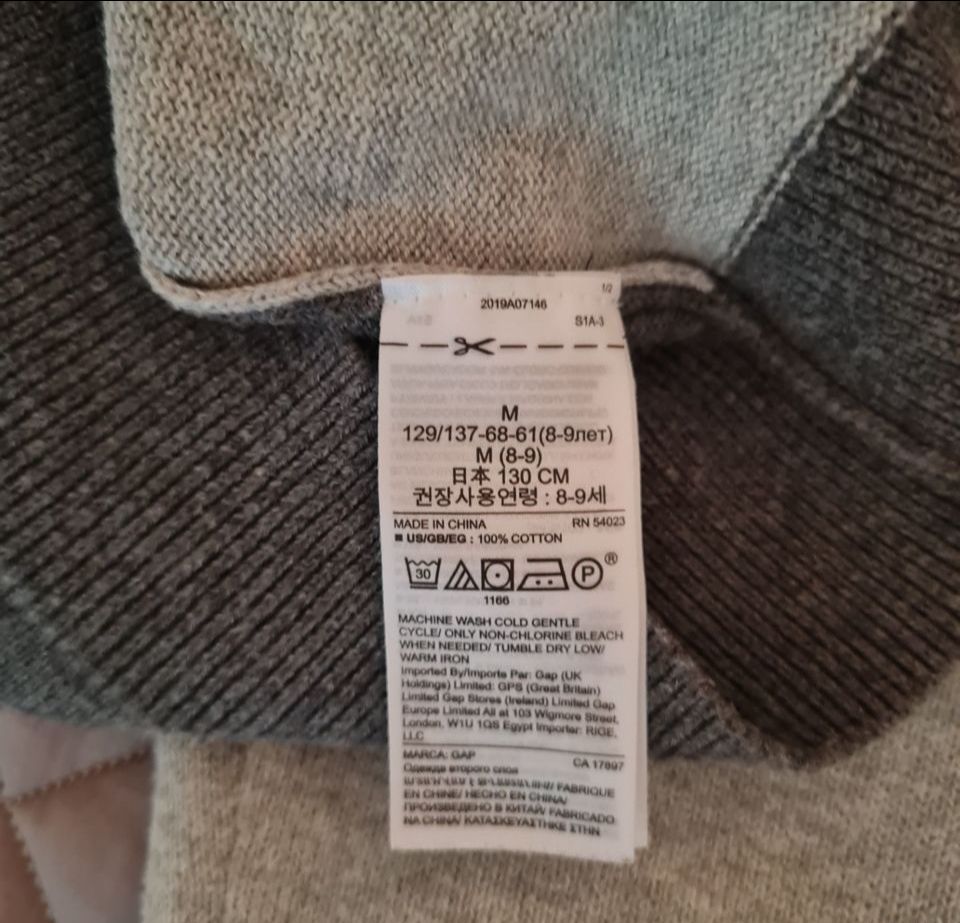 1/2
2019A07146
S1A-3
M
129/137-68-61(8-9лет)
M (8-9)
日本 130 CM
권장사용연령 : 8-9세
MADE IN CHINA RN 54023
■ US/GB/EG : 100% COTTON
30 P ®
1166
MACHINE WASH COLD GENTLE
CYCLE/ ONLY NON-CHLORINE BLEACH
WHEN NEEDED/ TUMBLE DRY LOW/
WARM IRON
Imported By/Importe Par: Gap (UK
Holdings) Limited: GPS (Great Britain)
Limited Gap Stores (Ireland) Limited Gap
Europe Limited All at 103 Wigmore Street,
London, W1U 1QS Egypt Importer: RIGE,
LLC
MARCA: GAP CA 17897
Одежде второго слоя
FABRIQUE
EN CHINE/ HECHO EN CHINA/
ПРОИЗВЕДЕНО В КИТАЙ/ FABRICADO
NA CHINA/ ΚΑΤΑΣΚΕΥΑΣΤΗΚΕ ΣΤΗΝ